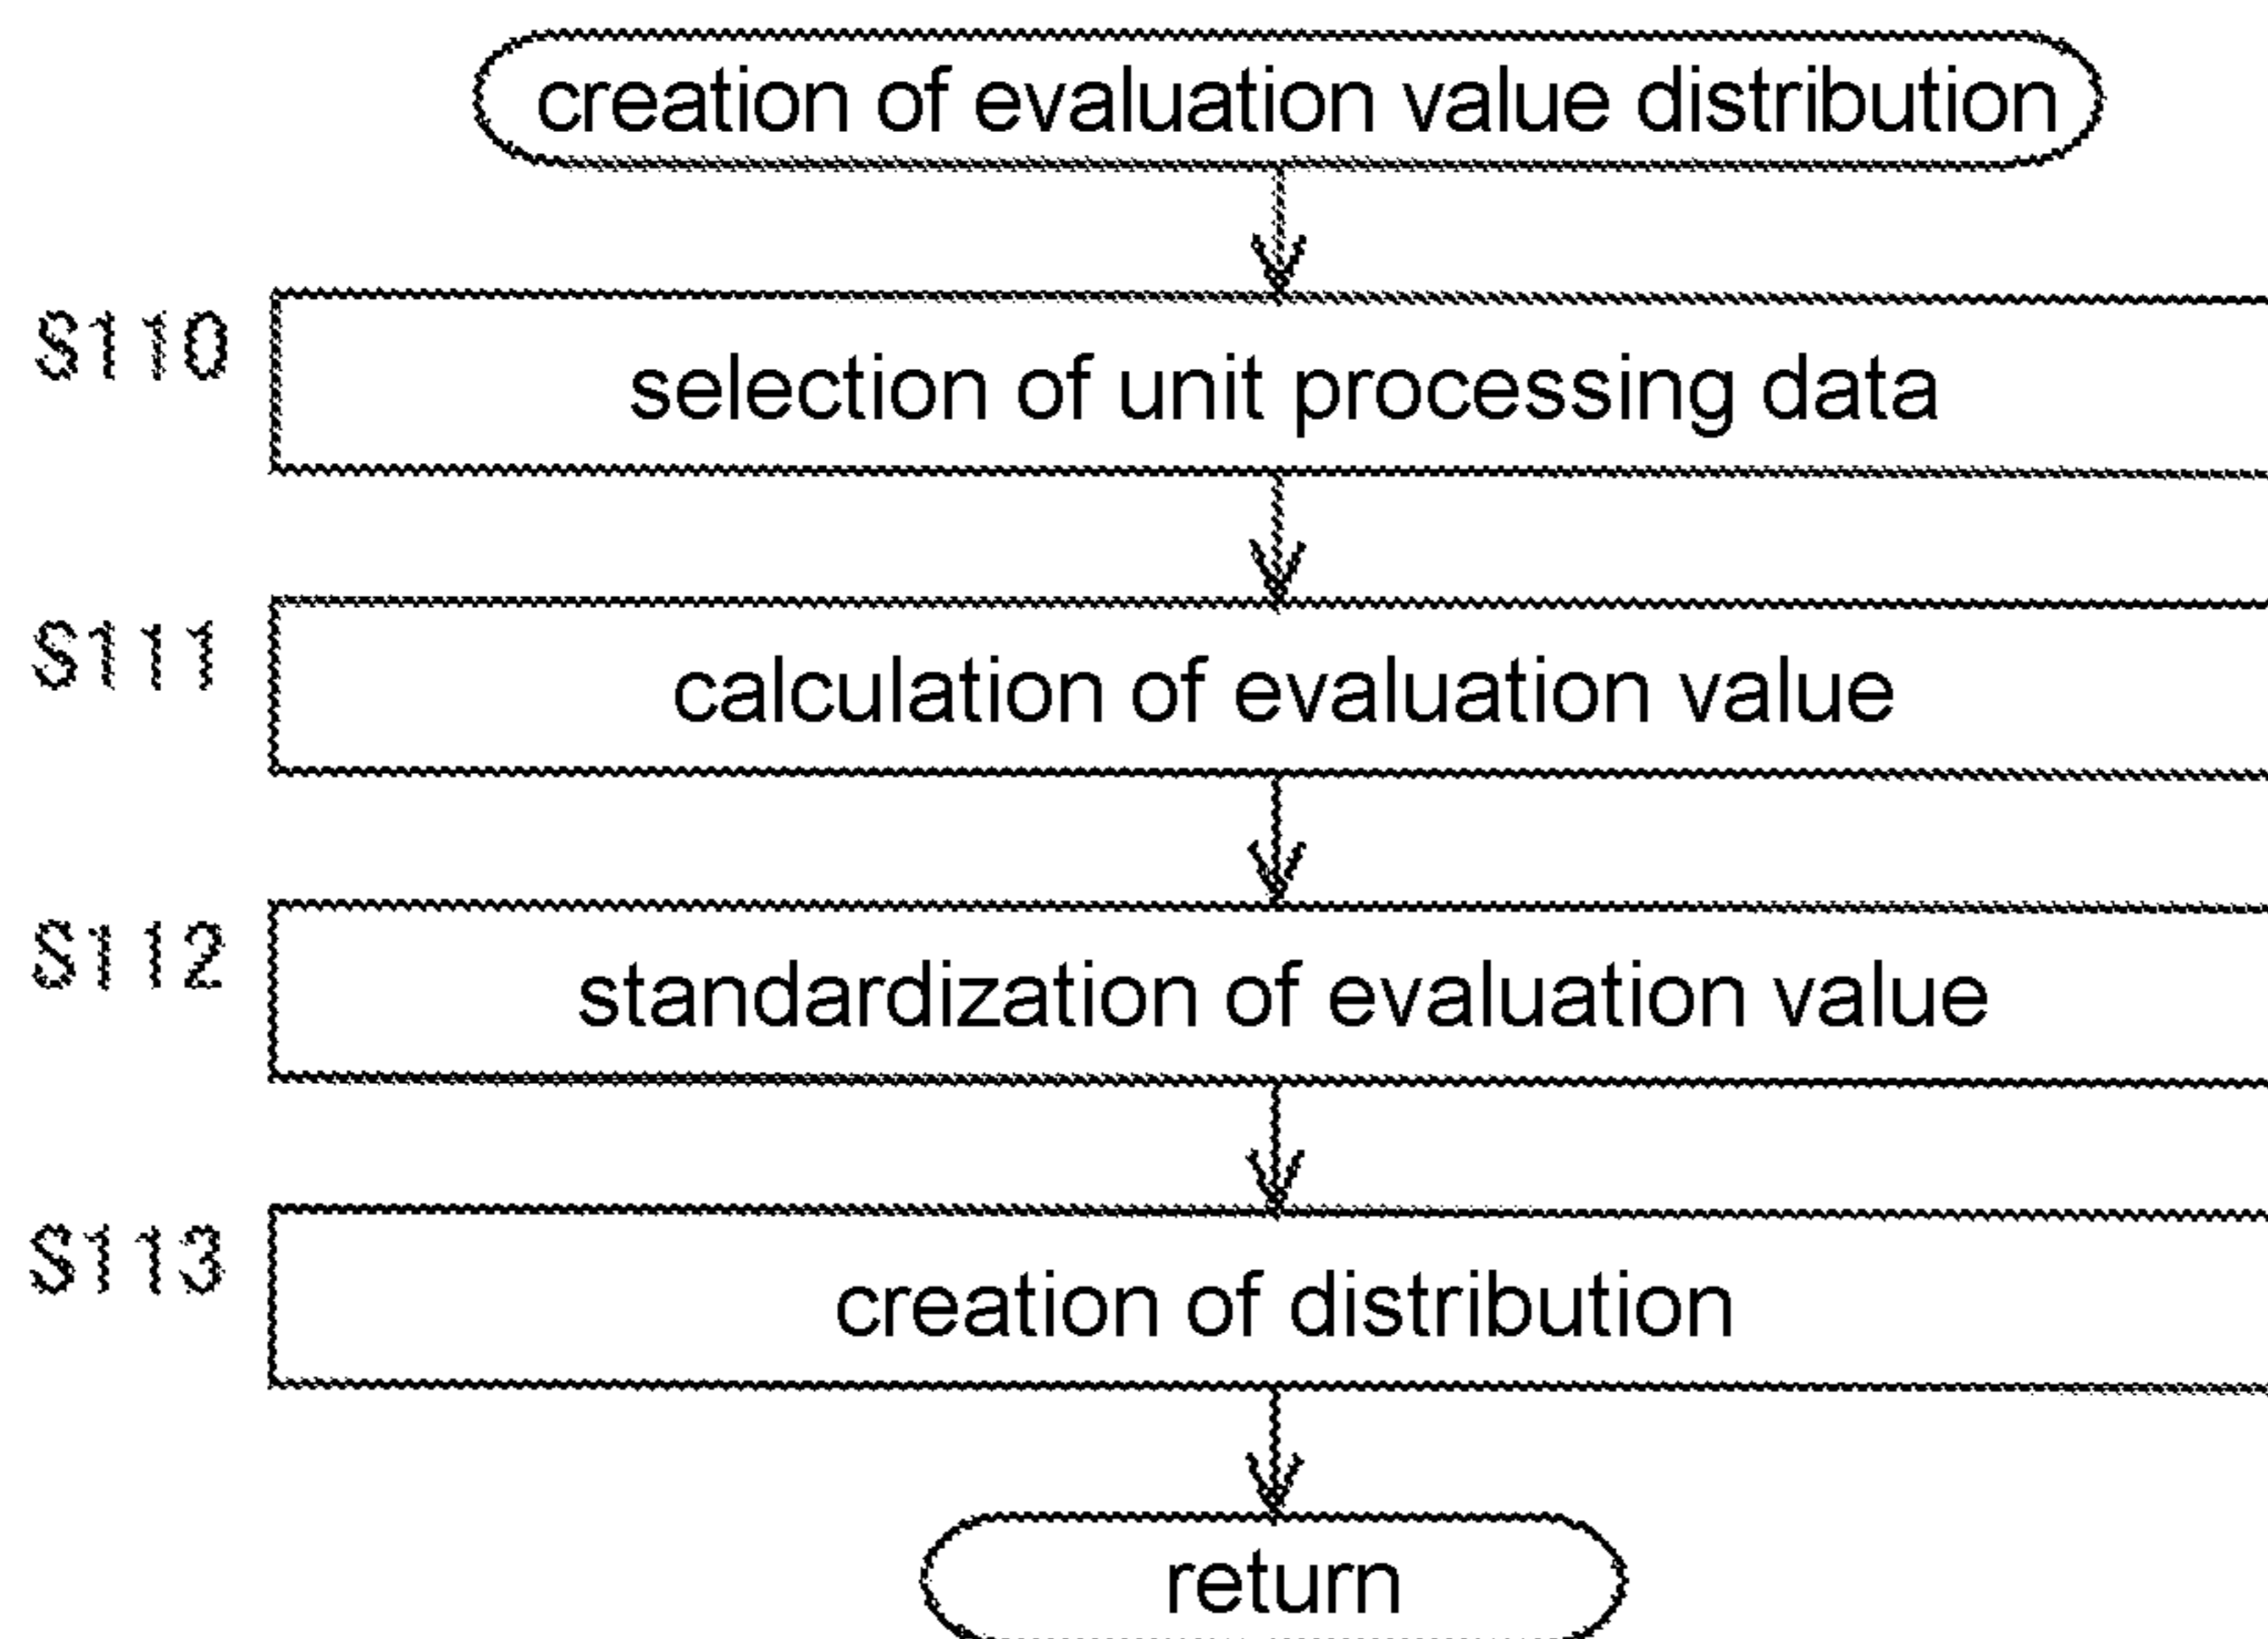 creation of evaluation value distribution
S110
selection of unit processing data
S111
calculation of evaluation value
S112
standardization of evaluation value
S113
creation of distribution
return